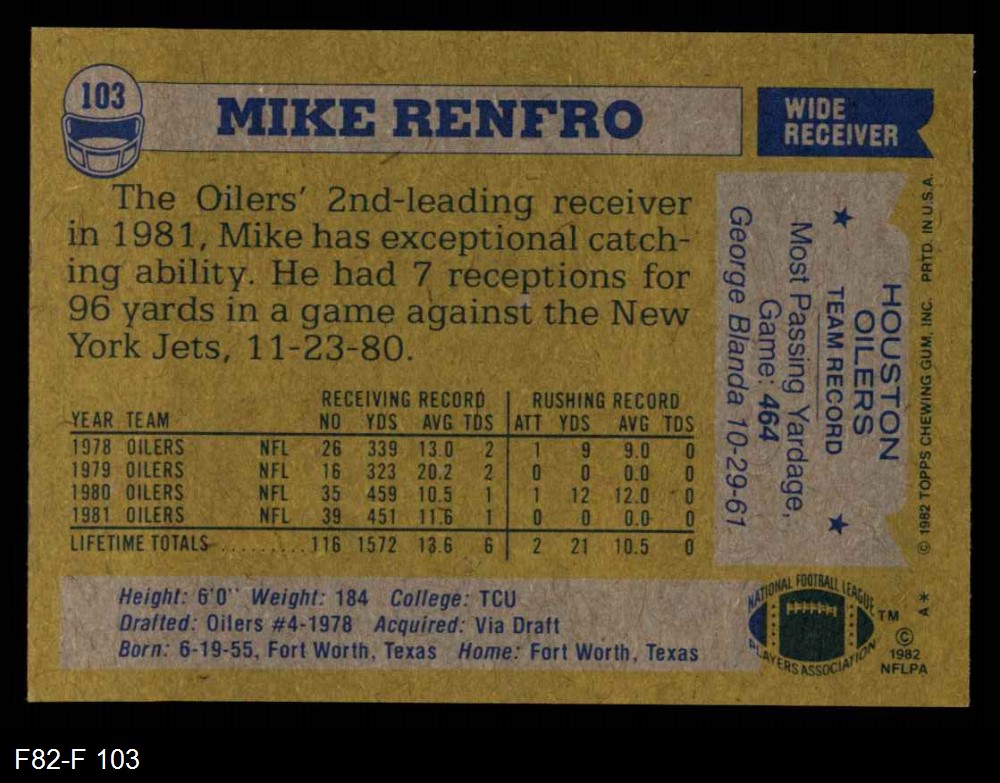 103
MIKE RENFRO
WIDE
RECEIVER
The Oilers' 2nd-leading receiver
in 1981, Mike has exceptional catch-
ing ability. He had 7 receptions for
96 yards in a game against the New
York Jets, 11-23-80.
RECEIVING RECORD RUSHING RECORD
YEAR TEAM NO YDS AVG TDS ATT YDS AVG TDS
1978 OILERS NFL 26 339 13.0 2 1 9 9.0 0
1979 OILERS NFL 16 323 20.2 2 0 0 0.0 0
1980 OILERS NFL 35 459 10.5 1 1 12 12.0 0
1981 OILERS NFL 39 451 11.6 1 0 0 0.0 0
LIFETIME TOTALS .......... 116 1572 13.6 6 2 21 10.5 0
HOUSTON
OILERS
★ TEAM RECORD ★
Most Passing Yardage,
Game: 464
George Blanda 10-29-61
© 1982 TOPPS CHEWING GUM, INC. PRTD. IN U.S.A.
A*
Height: 6'0" Weight: 184 College: TCU
Drafted: Oilers #4-1978 Acquired: Via Draft
Born: 6-19-55, Fort Worth, Texas Home: Fort Worth, Texas
NATIONAL FOOTBALL LEAGUE
PLAYERS ASSOCIATION
TM
©
1982
NFLPA
F82-F 103